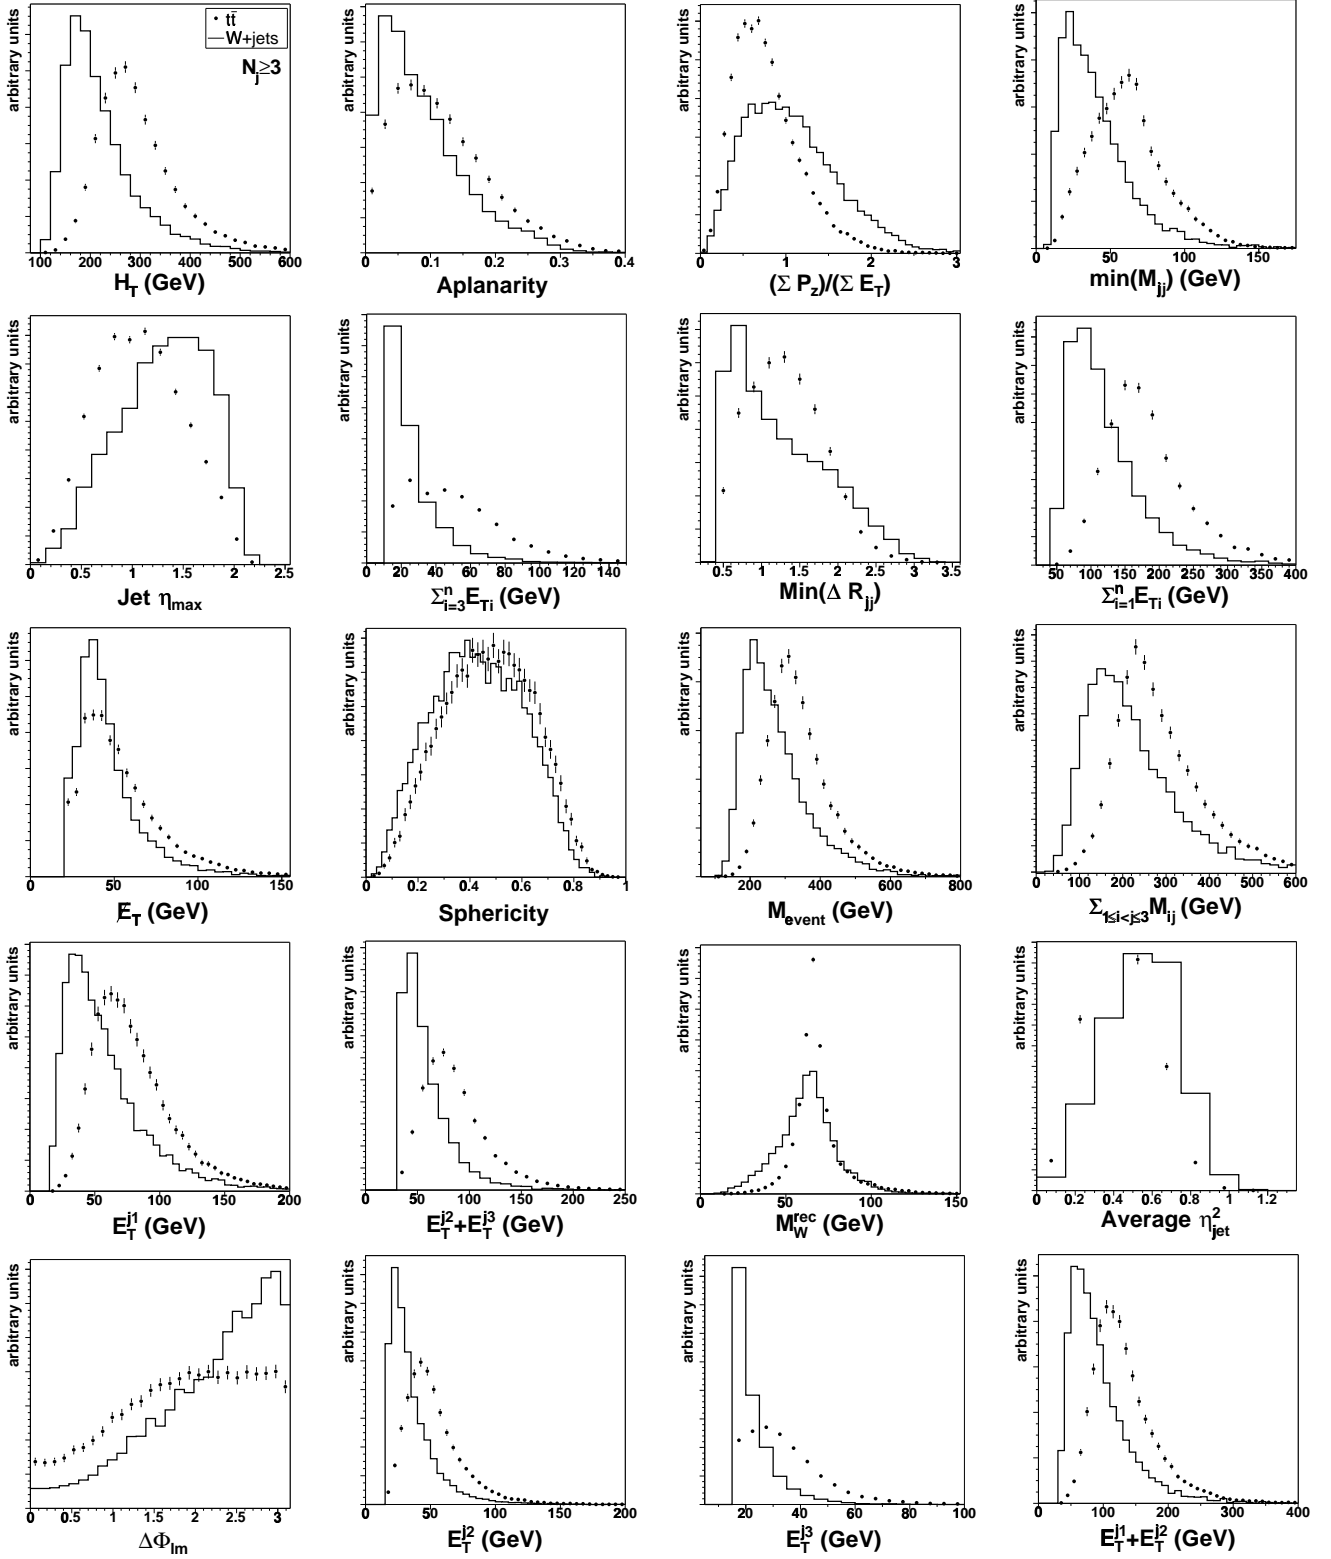 arbitrary units
tt̄
W+jets
N_j≥3
100 200 300 400 500 600
H_T (GeV)
arbitrary units
0 0.1 0.2 0.3 0.4
Aplanarity
arbitrary units
0 1 2 3
(Σ P_z)/(Σ E_T)
arbitrary units
0 50 100 150
min(M_jj) (GeV)
arbitrary units
0 0.5 1 1.5 2 2.5
Jet η_max
arbitrary units
0 20 40 60 80 100 120 140
Σ^n_i=3 E_Ti (GeV)
arbitrary units
0.5 1 1.5 2 2.5 3 3.5
Min(Δ R_jj)
arbitrary units
50 100 150 200 250 300 350 400
Σ^n_i=1 E_Ti (GeV)
arbitrary units
0 50 100 150
E̸_T (GeV)
arbitrary units
0 0.2 0.4 0.6 0.8 1
Sphericity
arbitrary units
200 400 600 800
M_event (GeV)
arbitrary units
0 100 200 300 400 500 600
Σ_1≤i<j≤3 M_ij (GeV)
arbitrary units
0 50 100 150 200
E_T^j1 (GeV)
arbitrary units
0 50 100 150 200 250
E_T^j2+E_T^j3 (GeV)
arbitrary units
0 50 100 150
M_W^rec (GeV)
arbitrary units
0 0.2 0.4 0.6 0.8 1 1.2
Average η²_jet
arbitrary units
0 0.5 1 1.5 2 2.5 3
ΔΦ_lm
arbitrary units
0 50 100 150 200
E_T^j2 (GeV)
arbitrary units
20 40 60 80 100
E_T^j3 (GeV)
arbitrary units
0 100 200 300 400
E_T^j1+E_T^j2 (GeV)